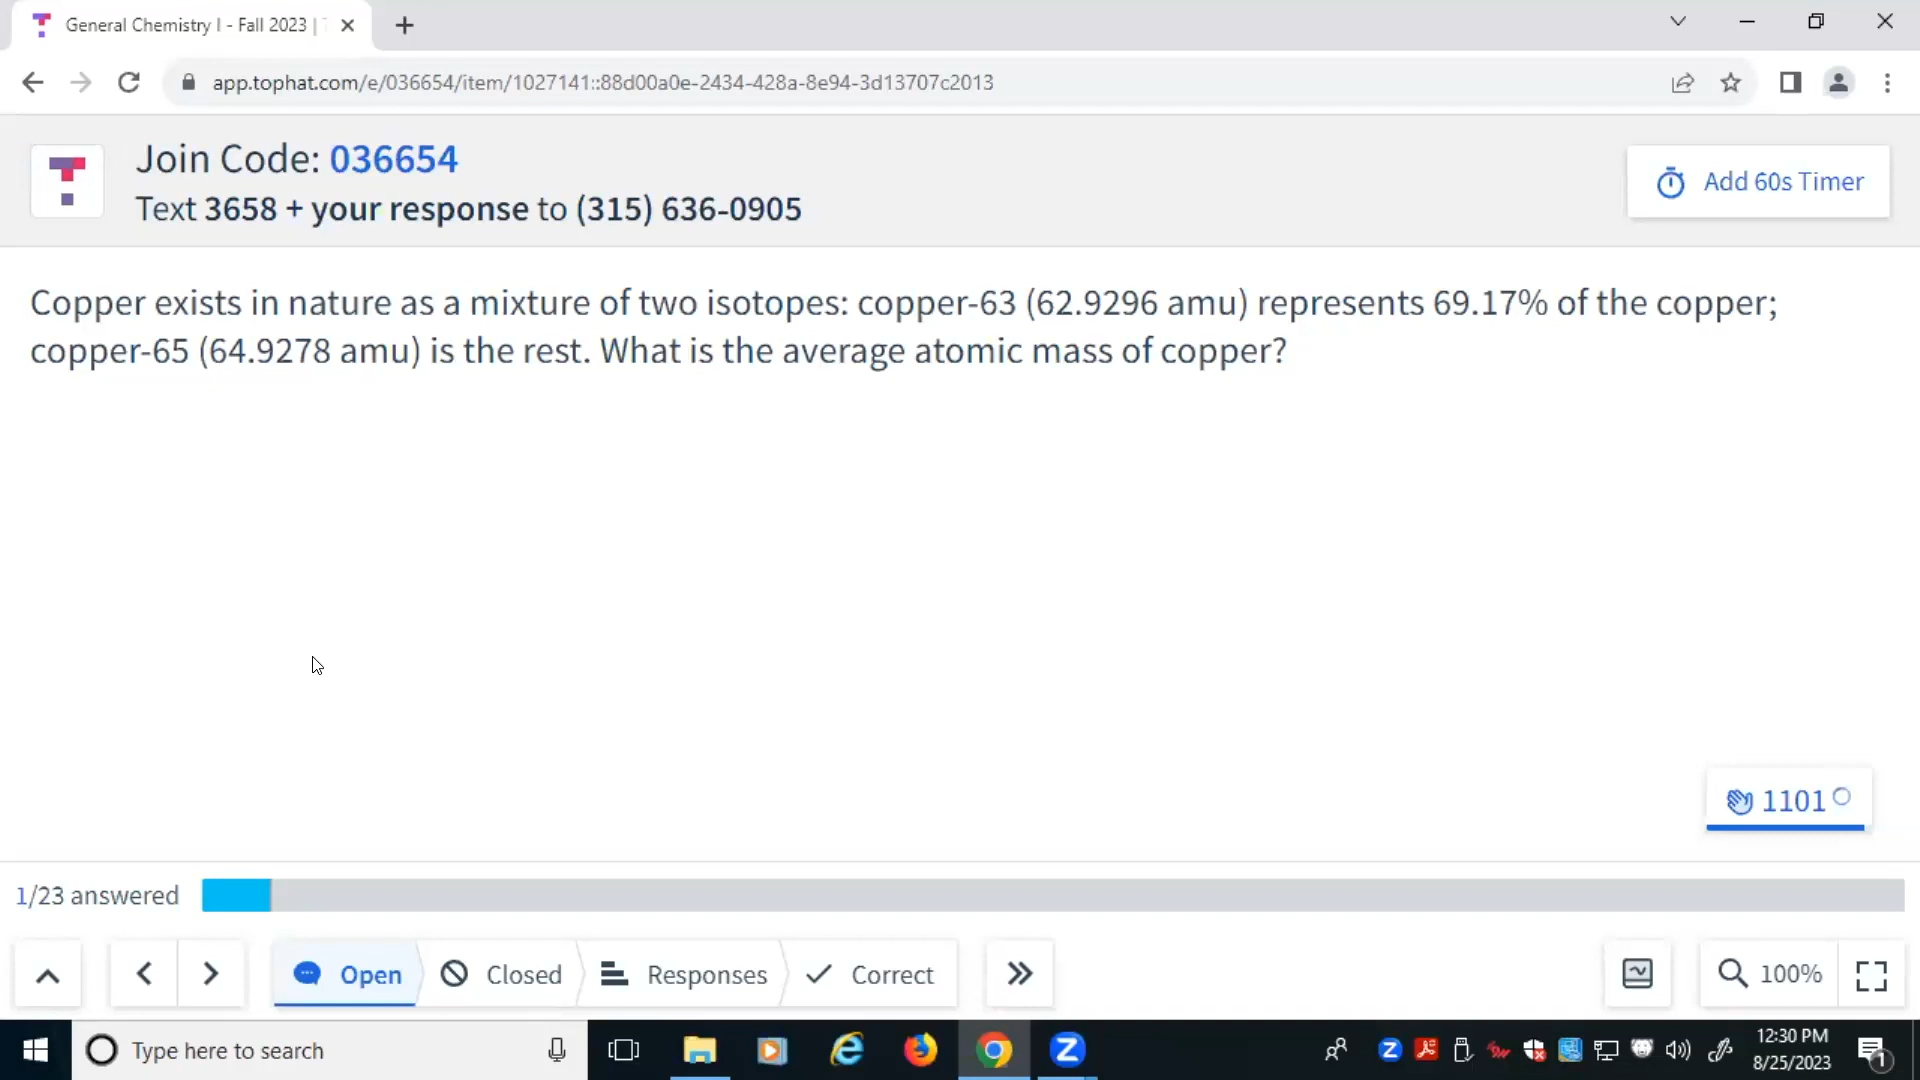 General Chemistry I - Fall 2023 |
app.tophat.com/e/036654/item/1027141::88d00a0e-2434-428a-8e94-3d13707c2013
Join Code: 036654
Text 3658 + your response to (315) 636-0905
Add 60s Timer
Copper exists in nature as a mixture of two isotopes: copper-63 (62.9296 amu) represents 69.17% of the copper;
copper-65 (64.9278 amu) is the rest. What is the average atomic mass of copper?
1101
1/23 answered
Open
Closed
Responses
Correct
100%
Type here to search
12:30 PM
8/25/2023
1